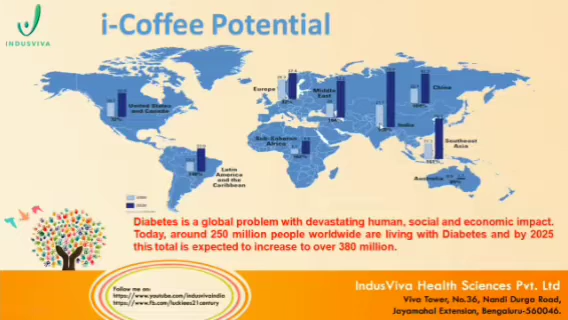 i-Coffee Potential
INDUSVIVA
Europe
Middle
East
China
United States
and Canada
India
Sub-Saharan
Africa
Southeast
Asia
Latin
America
and the
Caribbean
Australia
Diabetes is a global problem with devastating human, social and economic impact.
Today, around 250 million people worldwide are living with Diabetes and by 2025
this total is expected to increase to over 380 million.
IndusViva Health Sciences Pvt. Ltd
Viva Tower, No.36, Nandi Durga Road,
Jayamahal Extension, Bengaluru-560046.
Follow me on:
https://www.youtube.com/indusvivaindia
https://www.fb.com/luckiees21century